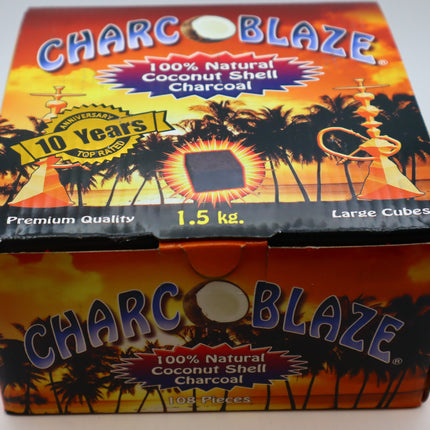 CHARCOBLAZE®
100% Natural
Coconut Shell
Charcoal
ANNIVERSARY
10 Years
TOP RATED
Premium Quality
1.5 kg.
Large Cubes
CHARCOBLAZE®
100% Natural
Coconut Shell
Charcoal
108 Pieces